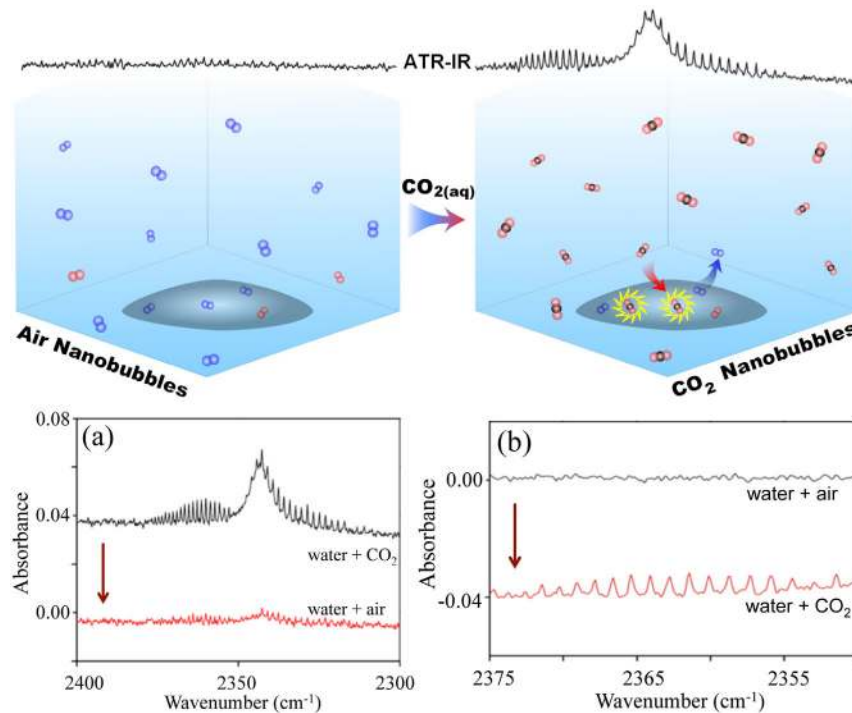 ATR-IR
CO₂(aq)
Air Nanobubbles
CO₂ Nanobubbles
(a)
0.08
0.04
0.00
Absorbance
water + CO₂
water + air
2400
2350
2300
Wavenumber (cm⁻¹)
(b)
0.00
-0.04
Absorbance
water + air
water + CO₂
2375
2365
2355
Wavenumber (cm⁻¹)